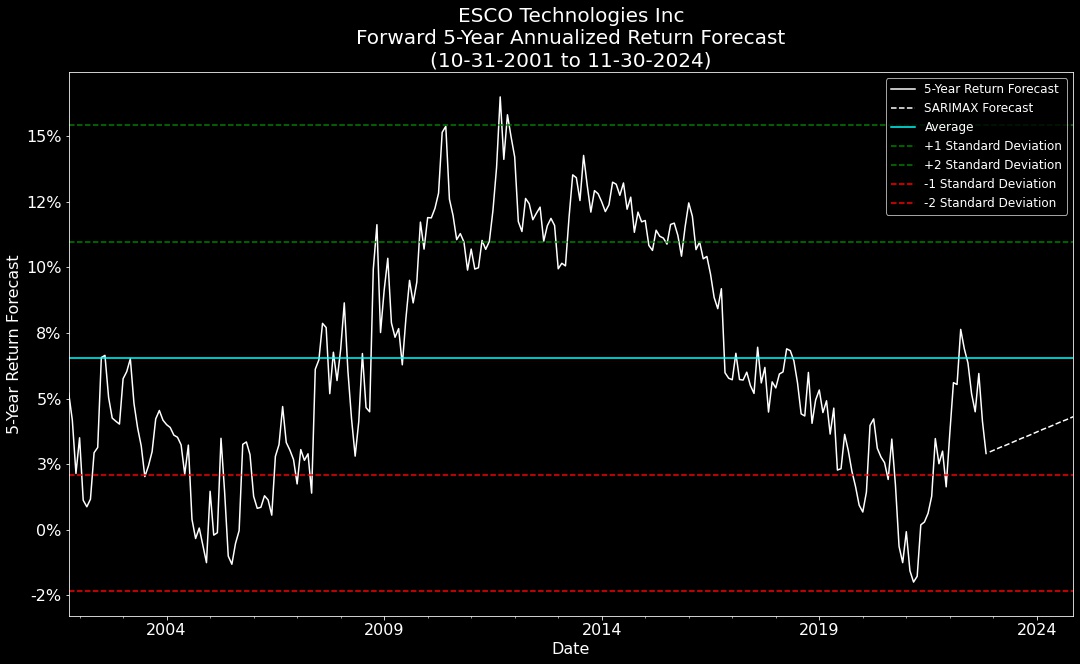 ESCO Technologies Inc
Forward 5-Year Annualized Return Forecast
(10-31-2001 to 11-30-2024)
5-Year Return Forecast
SARIMAX Forecast
Average
+1 Standard Deviation
+2 Standard Deviation
-1 Standard Deviation
-2 Standard Deviation
15%
12%
10%
8%
5%
3%
0%
-2%
5-Year Return Forecast
2004
2009
2014
2019
2024
Date